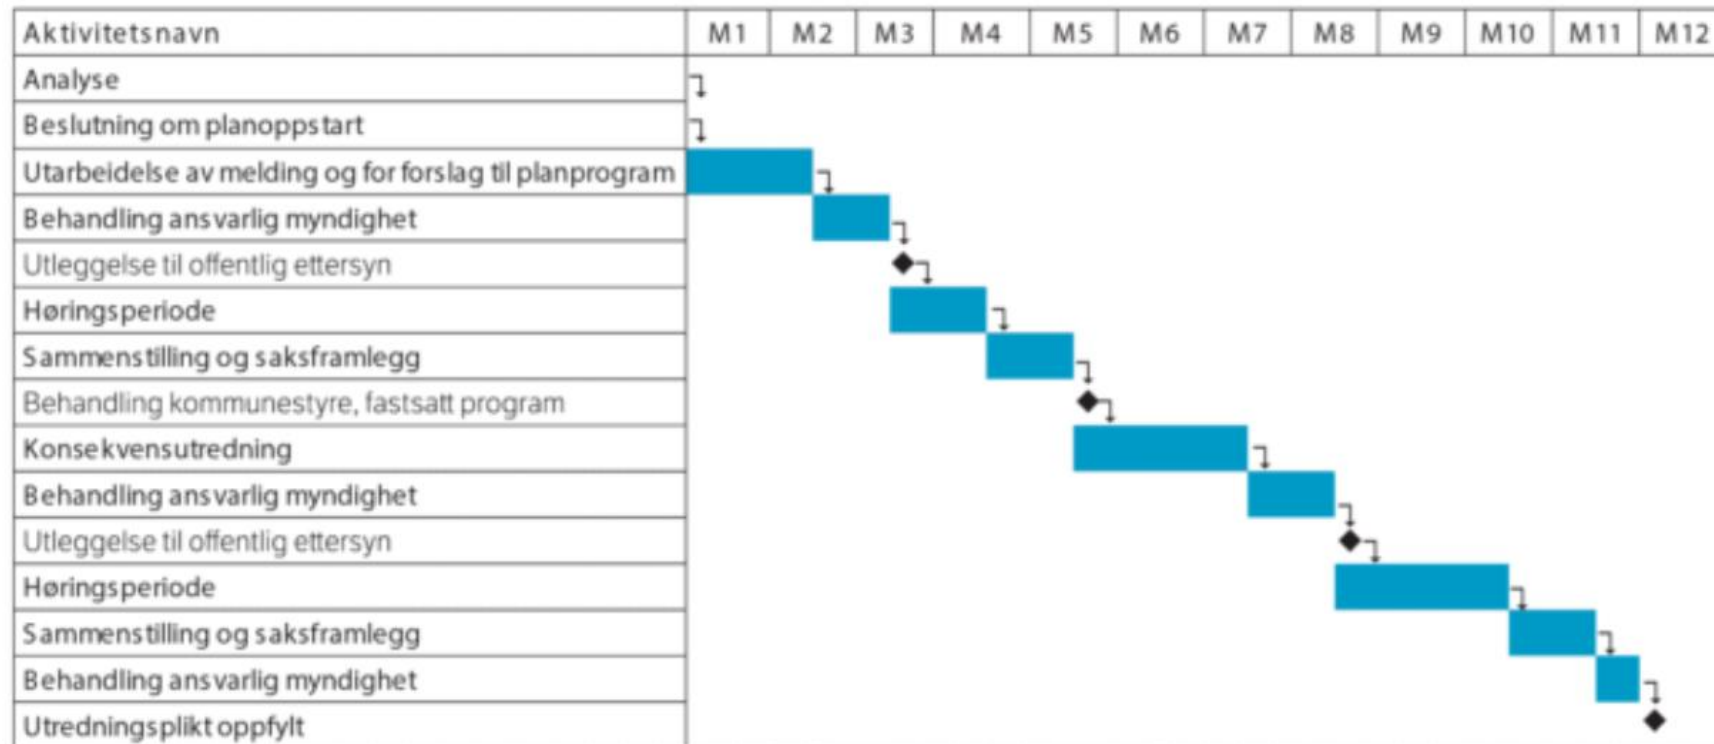 Aktivitetsnavn M1 M2 M3 M4 M5 M6 M7 M8 M9 M10 M11 M12
Analyse
Beslutning om planoppstart
Utarbeidelse av melding og for forslag til planprogram
Behandling ansvarlig myndighet
Utleggelse til offentlig ettersyn
Høringsperiode
Sammenstilling og saksframlegg
Behandling kommunestyre, fastsatt program
Konsekvensutredning
Behandling ansvarlig myndighet
Utleggelse til offentlig ettersyn
Høringsperiode
Sammenstilling og saksframlegg
Behandling ansvarlig myndighet
Utredningsplikt oppfylt